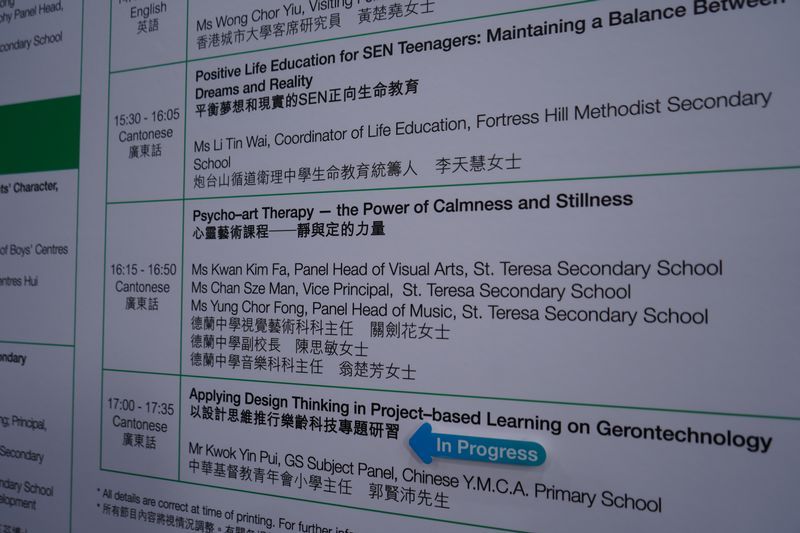 phy Panel Head,
condary School
ts' Character,
of Boys' Centres
entres Hui
ondary
ng; Principal,
Secondary
ndary School
elopment
English
英語
Ms Wong Chor Yiu, Visiting
香港城市大學客席研究員 黃楚堯女士
15:30 - 16:05
Cantonese
廣東話
Positive Life Education for SEN Teenagers: Maintaining a Balance Between
Dreams and Reality
平衡夢想和現實的SEN正向生命教育
Ms Li Tin Wai, Coordinator of Life Education, Fortress Hill Methodist Secondary
School
炮台山循道衛理中學生命教育統籌人 李天慧女士
16:15 - 16:50
Cantonese
廣東話
Psycho–art Therapy — the Power of Calmness and Stillness
心靈藝術課程——靜與定的力量
Ms Kwan Kim Fa, Panel Head of Visual Arts, St. Teresa Secondary School
Ms Chan Sze Man, Vice Principal, St. Teresa Secondary School
Ms Yung Chor Fong, Panel Head of Music, St. Teresa Secondary School
德蘭中學視覺藝術科科主任 關劍花女士
德蘭中學副校長 陳思敏女士
德蘭中學音樂科科主任 翁楚芳女士
17:00 - 17:35
Cantonese
廣東話
Applying Design Thinking in Project–based Learning on Gerontechnology
以設計思維推行樂齡科技專題研習
In Progress
Mr Kwok Yin Pui, GS Subject Panel, Chinese Y.M.C.A. Primary School
中華基督教青年會小學主任 郭賢沛先生
* All details are correct at time of printing. For further infor
* 所有節目內容將視情況調整。有關